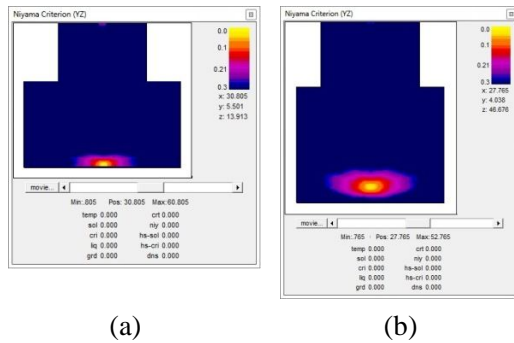 Niyama Criterion (YZ)
0.0
0.1
0.21
0.3
x: 30.805
y: 5.501
z: 13.913
movie...
Min:.805 Pos: 30.805 Max:60.805
temp 0.000 crt 0.000
sol 0.000 niy 0.000
cri 0.000 hs-sol 0.000
liq 0.000 hs-cri 0.000
grd 0.000 dns 0.000
(a)
Niyama Criterion (YZ)
0.0
0.1
0.21
0.3
x: 27.765
y: 4.038
z: 46.676
movie...
Min:.765 Pos: 27.765 Max:52.765
temp 0.000 crt 0.000
sol 0.000 niy 0.000
cri 0.000 hs-sol 0.000
liq 0.000 hs-cri 0.000
grd 0.000 dns 0.000
(b)